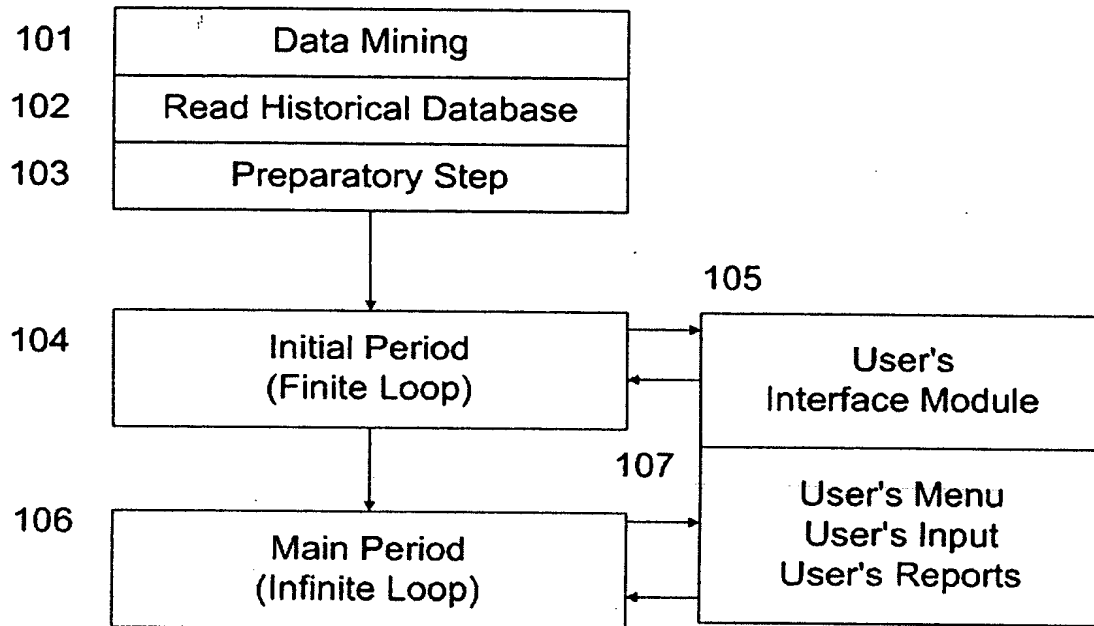 101 Data Mining
102 Read Historical Database
103 Preparatory Step
105
104 Initial Period
(Finite Loop)
User's
Interface Module
107
106 Main Period
(Infinite Loop)
User's Menu
User's Input
User's Reports